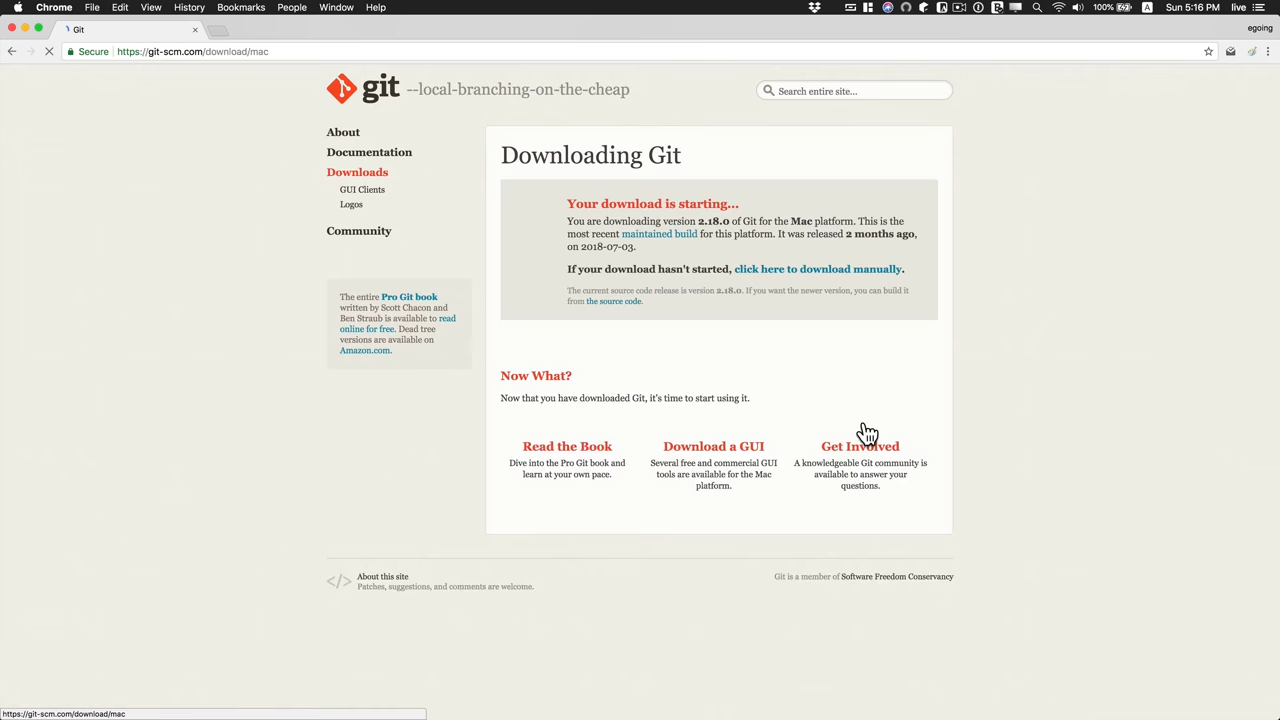 Chrome File Edit View History Bookmarks People Window Help
100% Sun 5:16 PM live
Git
egoing
Secure https://git-scm.com/download/mac
git --local-branching-on-the-cheap
Search entire site...
About
Documentation
Downloads
GUI Clients
Logos
Community
The entire Pro Git book
written by Scott Chacon and
Ben Straub is available to read
online for free. Dead tree
versions are available on
Amazon.com.
Downloading Git
Your download is starting...
You are downloading version 2.18.0 of Git for the Mac platform. This is the
most recent maintained build for this platform. It was released 2 months ago,
on 2018-07-03.
If your download hasn't started, click here to download manually.
The current source code release is version 2.18.0. If you want the newer version, you can build it
from the source code.
Now What?
Now that you have downloaded Git, it's time to start using it.
Read the Book
Dive into the Pro Git book and
learn at your own pace.
Download a GUI
Several free and commercial GUI
tools are available for the Mac
platform.
Get Involved
A knowledgeable Git community is
available to answer your
questions.
</> About this site
Patches, suggestions, and comments are welcome.
Git is a member of Software Freedom Conservancy
https://git-scm.com/download/mac